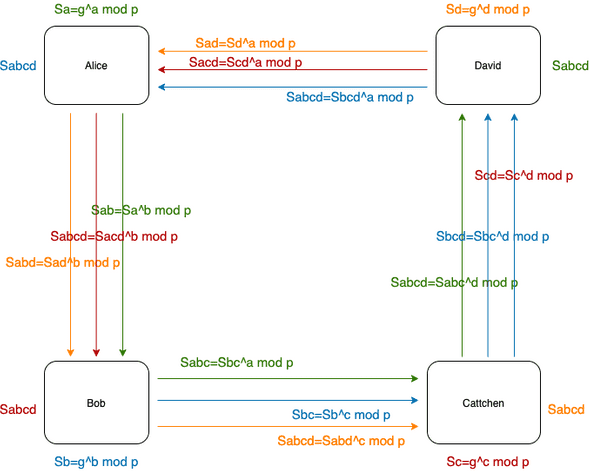 Sa=g^a mod p
Sd=g^d mod p
Sabcd
Alice
Sad=Sd^a mod p
Sacd=Scd^a mod p
Sabcd=Sbcd^a mod p
David
Sabcd
Scd=Sc^d mod p
Sab=Sa^b mod p
Sabcd=Sacd^b mod p
Sbcd=Sbc^d mod p
Sabd=Sad^b mod p
Sabcd=Sabc^d mod p
Sabc=Sbc^a mod p
Sabcd
Bob
Sbc=Sb^c mod p
Sabcd=Sabd^c mod p
Cattchen
Sabcd
Sb=g^b mod p
Sc=g^c mod p